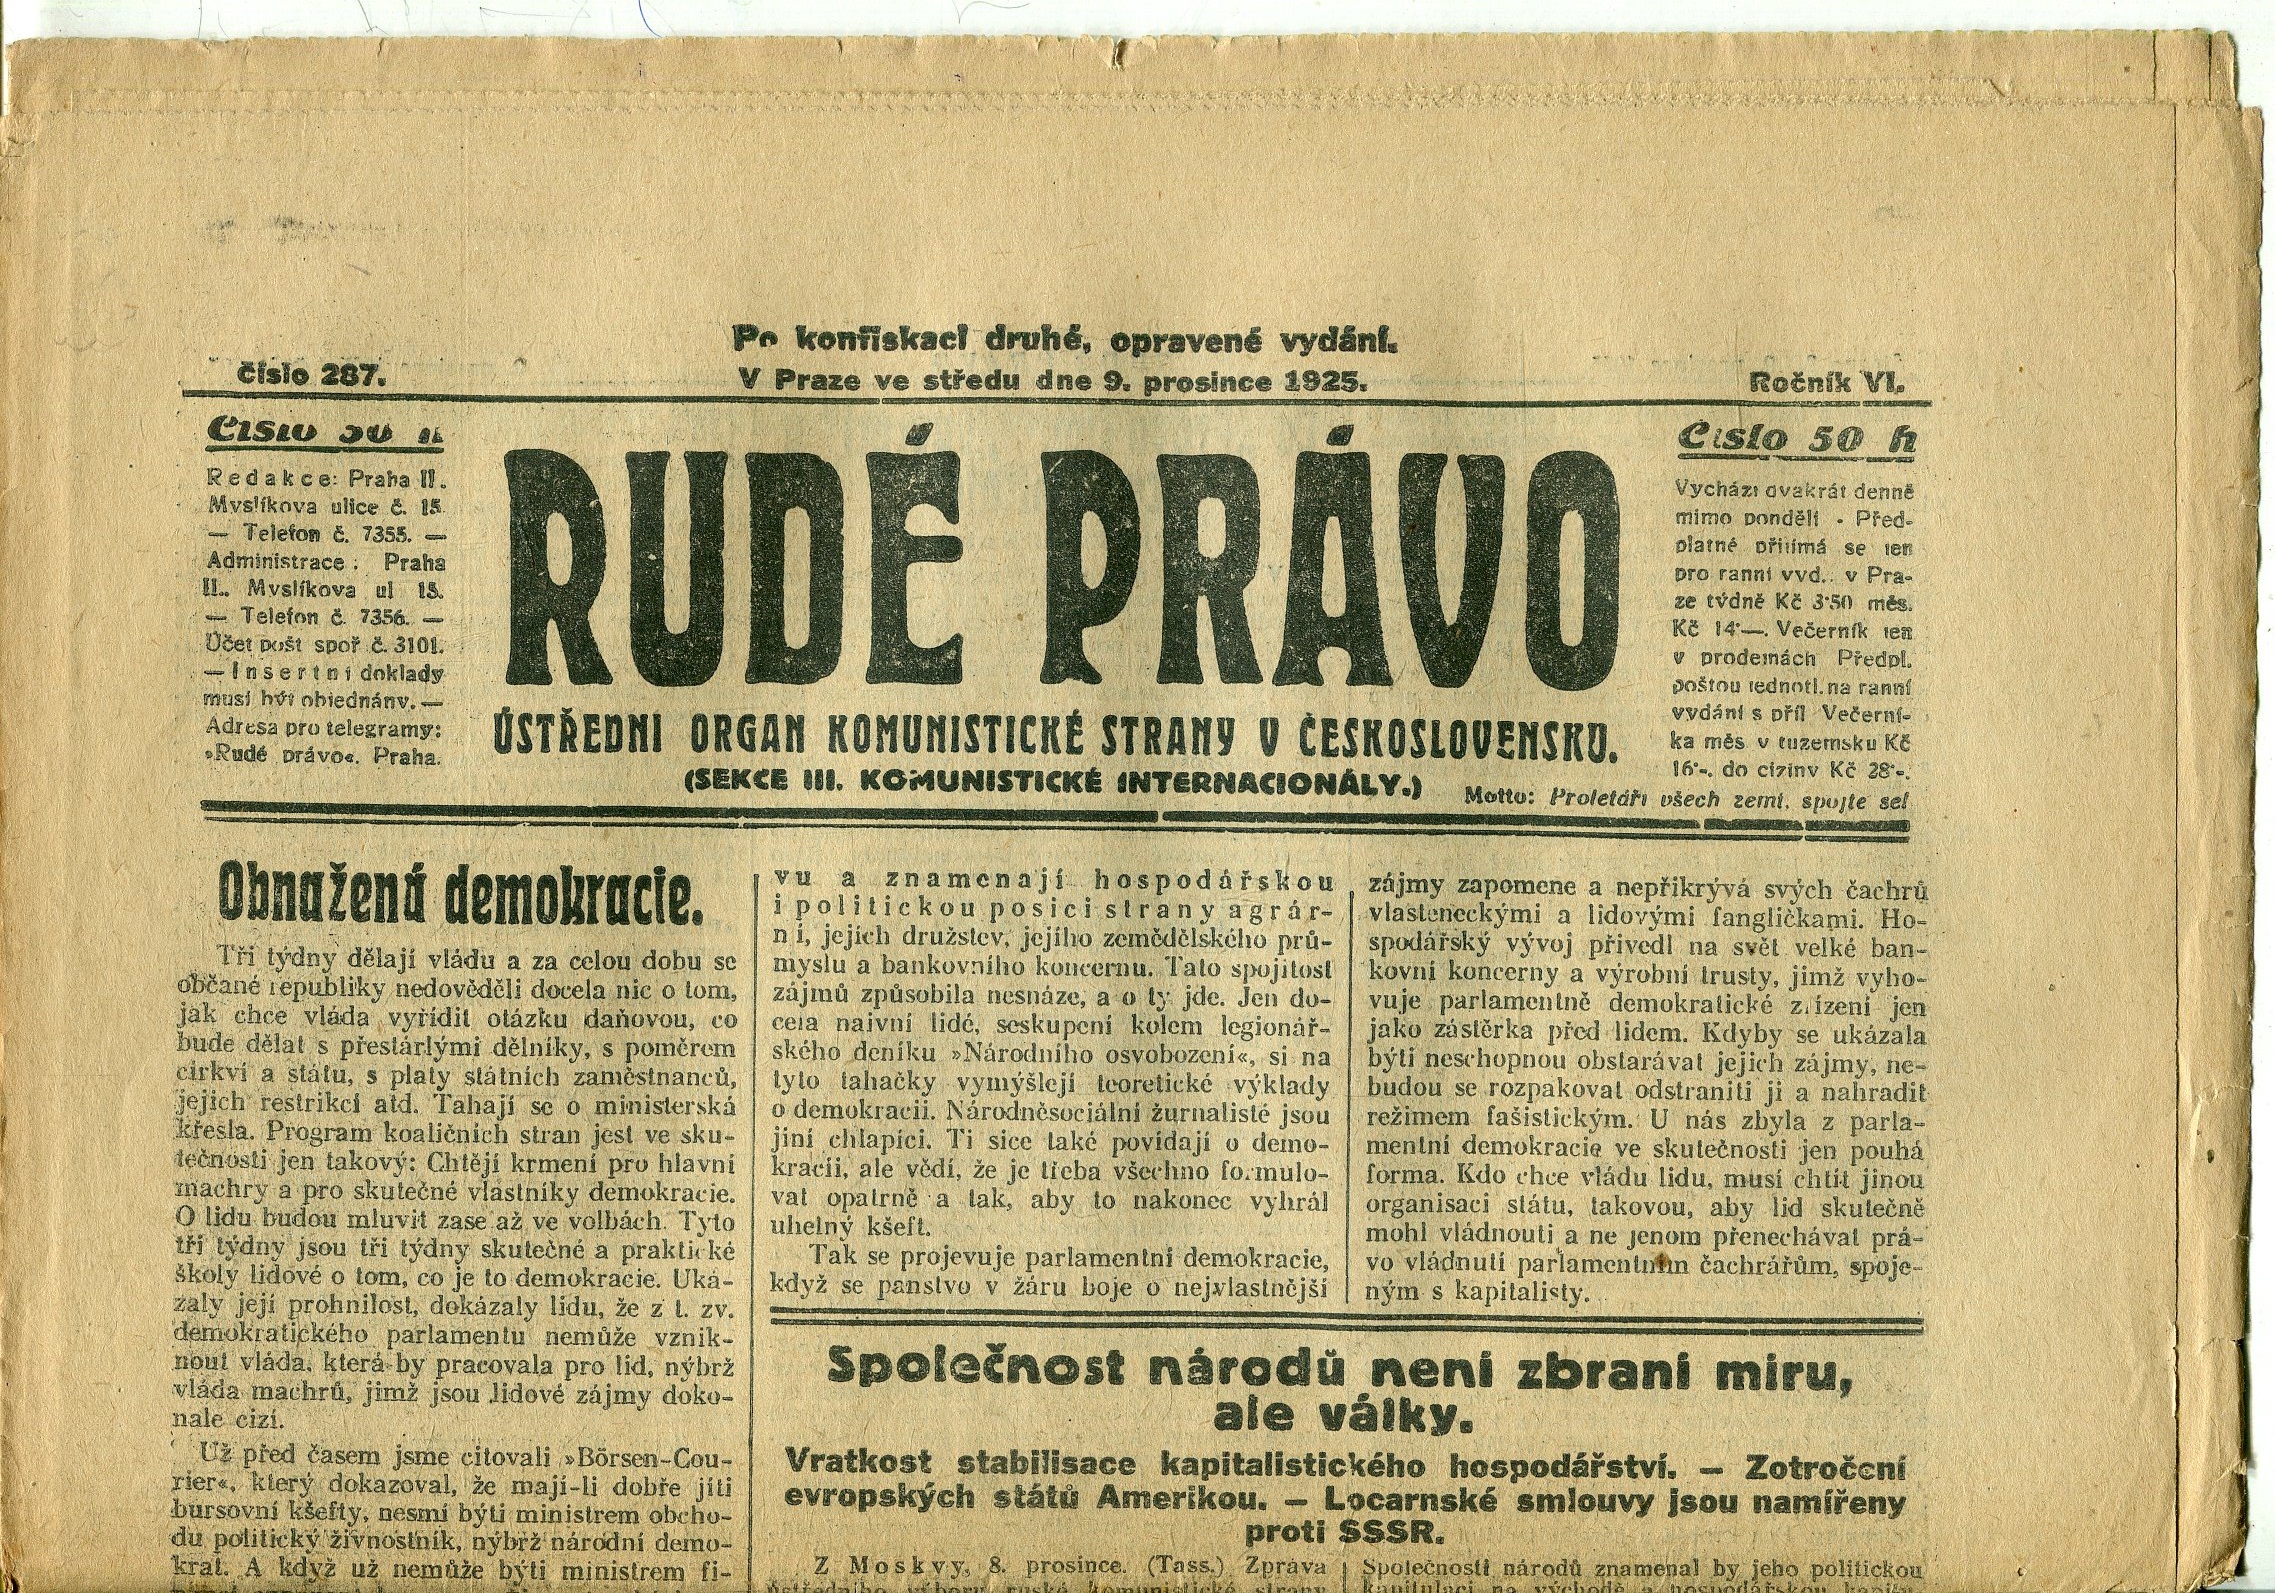 Po konfiskaci druhé, opravené vydání.
Číslo 287.
V Praze ve středu dne 9. prosince 1925.
Ročník VI.
Číslo 50 h
Redakce: Praha II.
Myslíkova ulice č. 15
— Telefon č. 7355. —
Administrace: Praha
II., Myslíkova ul 15.
— Telefon č. 7356. —
Účet pošt spoř č. 3101.
— Insertní doklady
musí být objednány. —
Adresa pro telegramy:
»Rudé právo«, Praha.
RUDÉ PRÁVO
ÚSTŘEDNI ORGAN KOMUNISTICKÉ STRANY V ČESKOSLOVENSKU.
(SEKCE III. KOMUNISTICKÉ INTERNACIONÁLY.)
Motto: Proletáři všech zemí, spojte se!
Číslo 50 h
Vychází dvakrát denně
mimo pondělí - Před-
platné přijímá se jen
pro ranní vyd., v Pra-
ze týdně Kč 3·50 měs.
Kč 14·—. Večerník jen
v prodejnách Předpl.
poštou jednotl. na ranní
vydání s příl Večerní-
ka měs v tuzemsku Kč
16·-, do ciziny Kč 28·-.
Obnažená demokracie.
Tři týdny dělají vládu a za celou dobu se
občané republiky nedověděli docela nic o tom,
jak chce vláda vyřídit otázku daňovou, co
bude dělat s přestárlými dělníky, s poměrem
církví a státu, s platy státních zaměstnanců,
jejich restrikcí atd. Tahají se o ministerská
křesla. Program koaličních stran jest ve sku-
tečnosti jen takový: Chtějí krmení pro hlavní
machry a pro skutečné vlastníky demokracie.
O lidu budou mluvit zase až ve volbách. Tyto
tři týdny jsou tři týdny skutečné a praktické
školy lidové o tom, co je to demokracie. Uká-
zaly její prohnilost, dokázaly lidu, že z t. zv.
demokratického parlamentu nemůže vznik-
nout vláda, která by pracovala pro lid, nýbrž
vláda machrů, jimž jsou lidové zájmy doko-
nale cizí.
Už před časem jsme citovali »Börsen-Cou-
rier«, který dokazoval, že mají-li dobře jíti
bursovní kšefty, nesmí býti ministrem obcho-
du politický živnostník, nýbrž národní demo-
krat. A když už nemůže býti ministrem fi-
vu a znamenají hospodářskou
i politickou posici strany agrár-
ní, jejích družstev, jejího zemědělského prů-
myslu a bankovního koncernu. Tato spojitost
zájmů způsobila nesnáze, a o ty jde. Jen do-
cela naivní lidé, seskupení kolem legionář-
ského deníku »Národního osvobození«, si na
tyto tahačky vymýšlejí teoretické výklady
o demokracii. Národněsociální žurnalisté jsou
jiní chlapíci. Ti sice také povídají o demo-
kracii, ale vědí, že je třeba všechno formulo-
vat opatrně a tak, aby to nakonec vyhrál
uhelný kšeft.
Tak se projevuje parlamentní demokracie,
když se panstvo v žáru boje o nejvlastnější
zájmy zapomene a nepřikrývá svých čachrů
vlasteneckými a lidovými fangličkami. Ho-
spodářský vývoj přivedl na svět velké ban-
kovní koncerny a výrobní trusty, jimž vyho-
vuje parlamentně demokratické zřízení jen
jako zástěrka před lidem. Kdyby se ukázala
býti neschopnou obstarávat jejich zájmy, ne-
budou se rozpakovat odstraniti ji a nahradit
režimem fašistickým. U nás zbyla z parla-
mentní demokracie ve skutečnosti jen pouhá
forma. Kdo chce vládu lidu, musí chtít jinou
organisaci státu, takovou, aby lid skutečně
mohl vládnouti a ne jenom přenechávat prá-
vo vládnutí parlamentním čachrářům, spoje-
ným s kapitalisty.
Společnost národů není zbraní míru,
ale války.
Vratkost stabilisace kapitalistického hospodářství. — Zotročení
evropských států Amerikou. — Locarnské smlouvy jsou namířeny
proti SSSR.
Z Moskvy, 8. prosince. (Tass.) Zpráva
ústředního výboru ruské komunistické strany
Společnosti národů znamenal by jeho politickou
kapitulaci na východě a hospodářskou